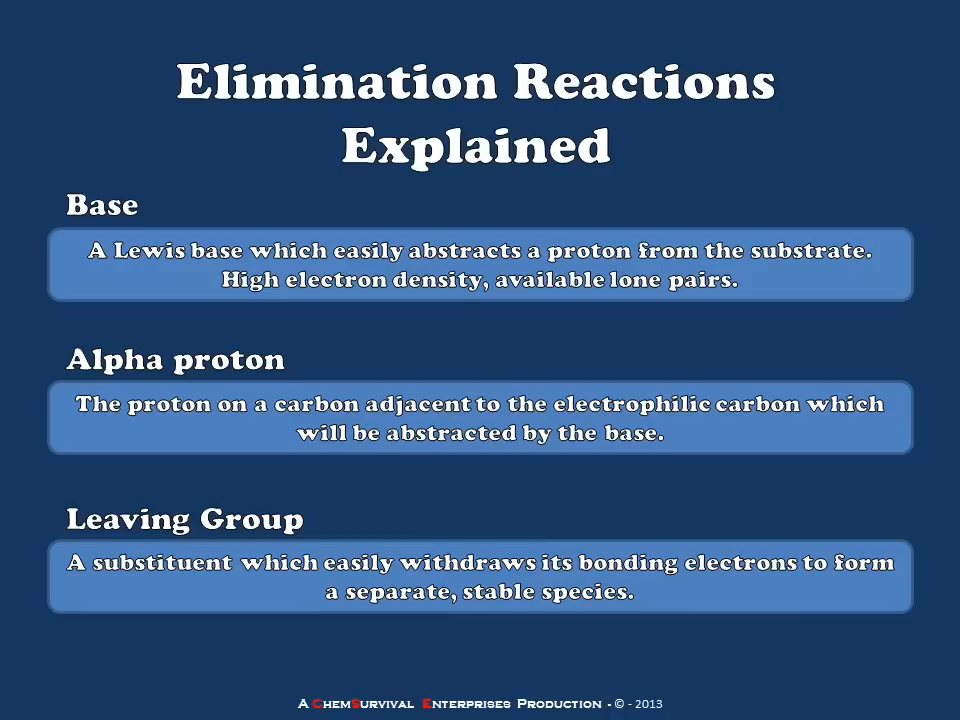 Elimination Reactions
Explained
Base
A Lewis base which easily abstracts a proton from the substrate.
High electron density, available lone pairs.
Alpha proton
The proton on a carbon adjacent to the electrophilic carbon which
will be abstracted by the base.
Leaving Group
A substituent which easily withdraws its bonding electrons to form
a separate, stable species.
A ChemSurvival Enterprises Production - © - 2013